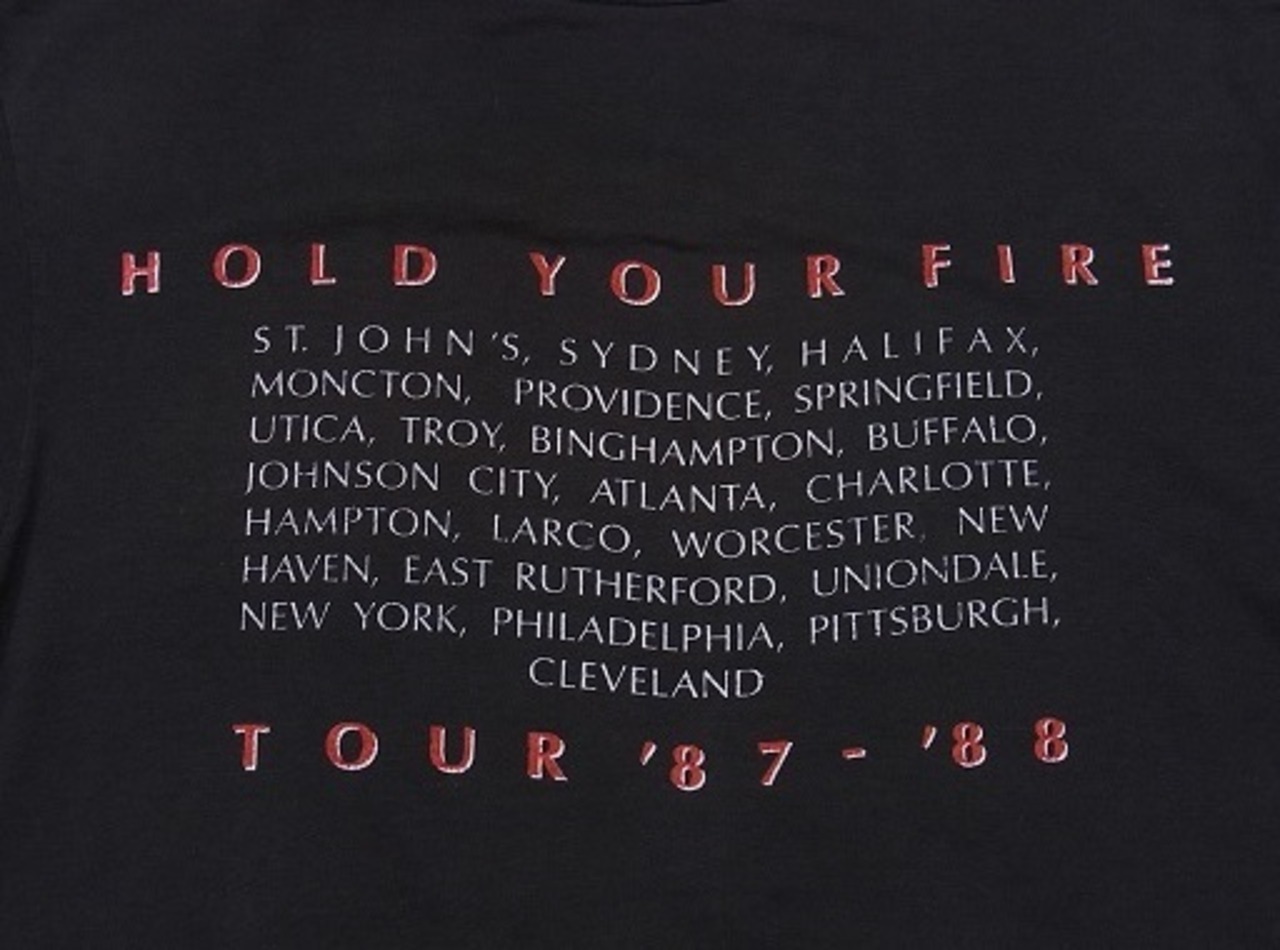 HOLD YOUR FIRE
ST. JOHN'S, SYDNEY, HALIFAX,
MONCTON, PROVIDENCE, SPRINGFIELD,
UTICA, TROY, BINGHAMPTON, BUFFALO,
JOHNSON CITY, ATLANTA, CHARLOTTE,
HAMPTON, LARCO, WORCESTER, NEW
HAVEN, EAST RUTHERFORD, UNIONDALE,
NEW YORK, PHILADELPHIA, PITTSBURGH,
CLEVELAND
TOUR '87-'88